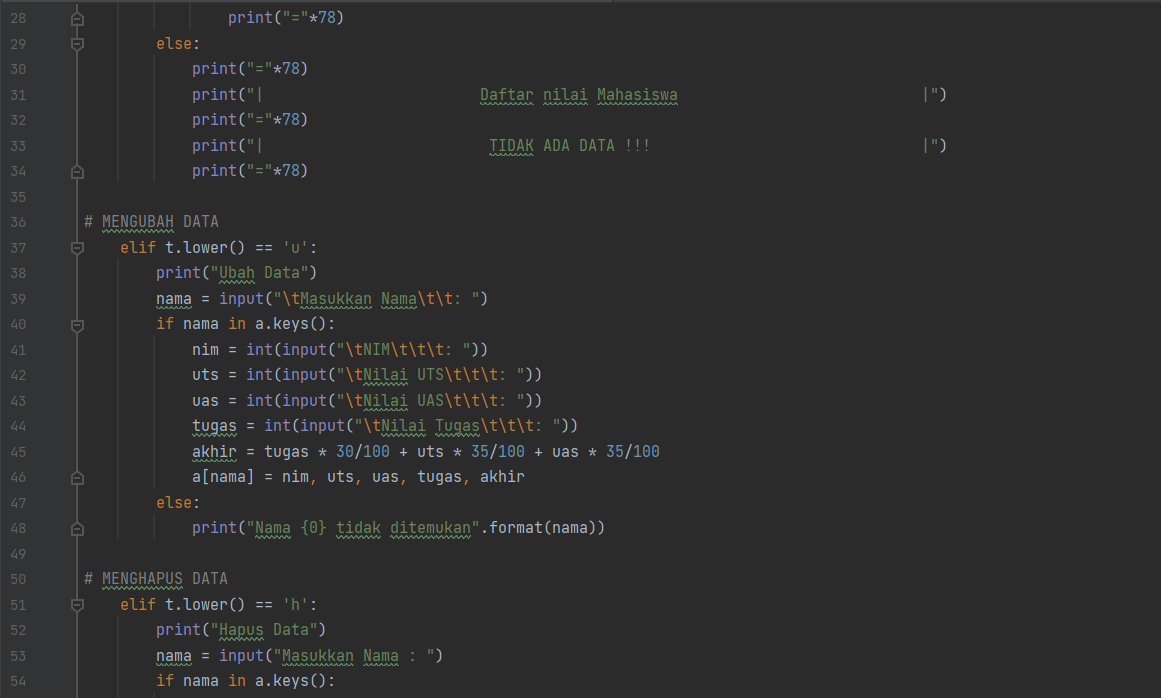 28 print("="*78)
29 else:
30 print("="*78)
31 print("|                        Daftar nilai Mahasiswa                           |")
32 print("="*78)
33 print("|                         TIDAK ADA DATA !!!                              |")
34 print("="*78)
35
36 # MENGUBAH DATA
37 elif t.lower() == 'u':
38 print("Ubah Data")
39 nama = input("\tMasukkan Nama\t\t: ")
40 if nama in a.keys():
41 nim = int(input("\tNIM\t\t\t: "))
42 uts = int(input("\tNilai UTS\t\t\t: "))
43 uas = int(input("\tNilai UAS\t\t\t: "))
44 tugas = int(input("\tNilai Tugas\t\t\t: "))
45 akhir = tugas * 30/100 + uts * 35/100 + uas * 35/100
46 a[nama] = nim, uts, uas, tugas, akhir
47 else:
48 print("Nama {0} tidak ditemukan".format(nama))
49
50 # MENGHAPUS DATA
51 elif t.lower() == 'h':
52 print("Hapus Data")
53 nama = input("Masukkan Nama : ")
54 if nama in a.keys():